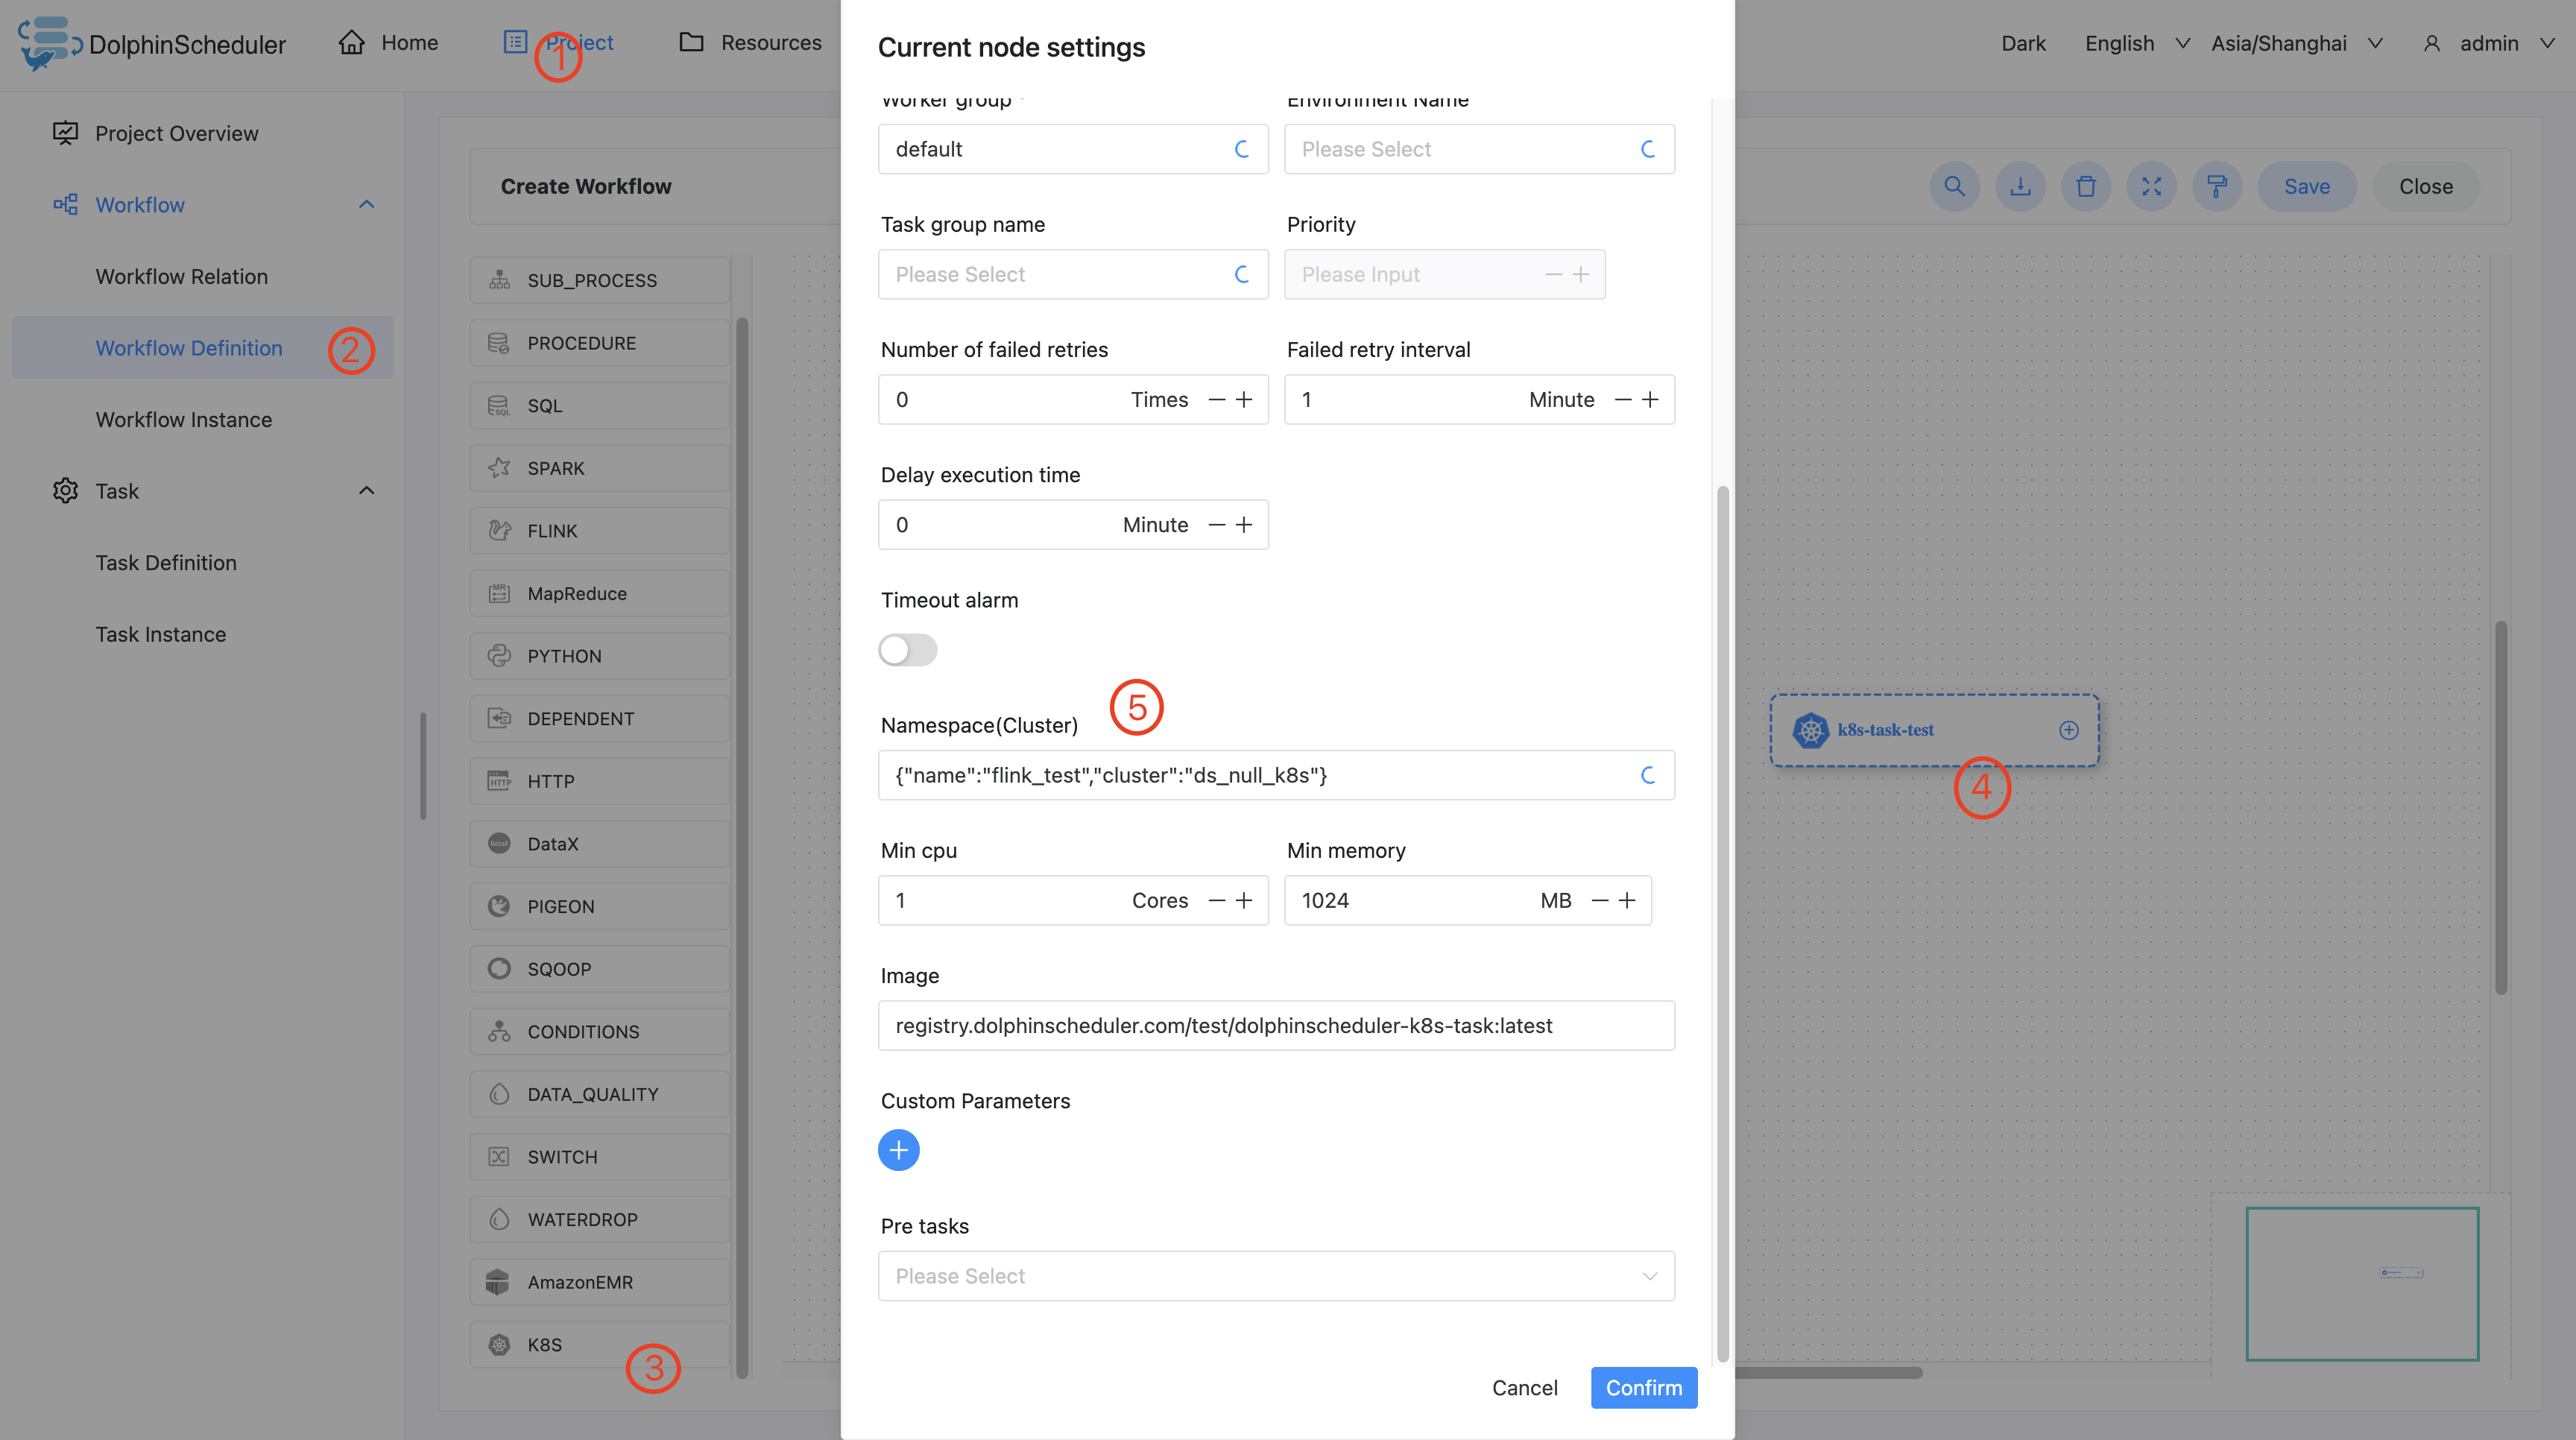 DolphinScheduler
Home
Project
Resources
Dark
English
Asia/Shanghai
admin
1
Project Overview
Workflow
Workflow Relation
Workflow Definition
2
Workflow Instance
Task
Task Definition
Task Instance
Create Workflow
Save
Close
SUB_PROCESS
PROCEDURE
SQL
SPARK
FLINK
MapReduce
PYTHON
DEPENDENT
HTTP
DataX
PIGEON
SQOOP
CONDITIONS
DATA_QUALITY
SWITCH
WATERDROP
AmazonEMR
K8S
3
Current node settings
Worker group *
Environment Name
default
Please Select
Task group name
Priority
Please Select
Please Input
Number of failed retries
Failed retry interval
0 Times
1 Minute
Delay execution time
0 Minute
Timeout alarm
5
Namespace(Cluster)
{"name":"flink_test","cluster":"ds_null_k8s"}
Min cpu
Min memory
1 Cores
1024 MB
Image
registry.dolphinscheduler.com/test/dolphinscheduler-k8s-task:latest
Custom Parameters
Pre tasks
Please Select
Cancel
Confirm
k8s-task-test
4